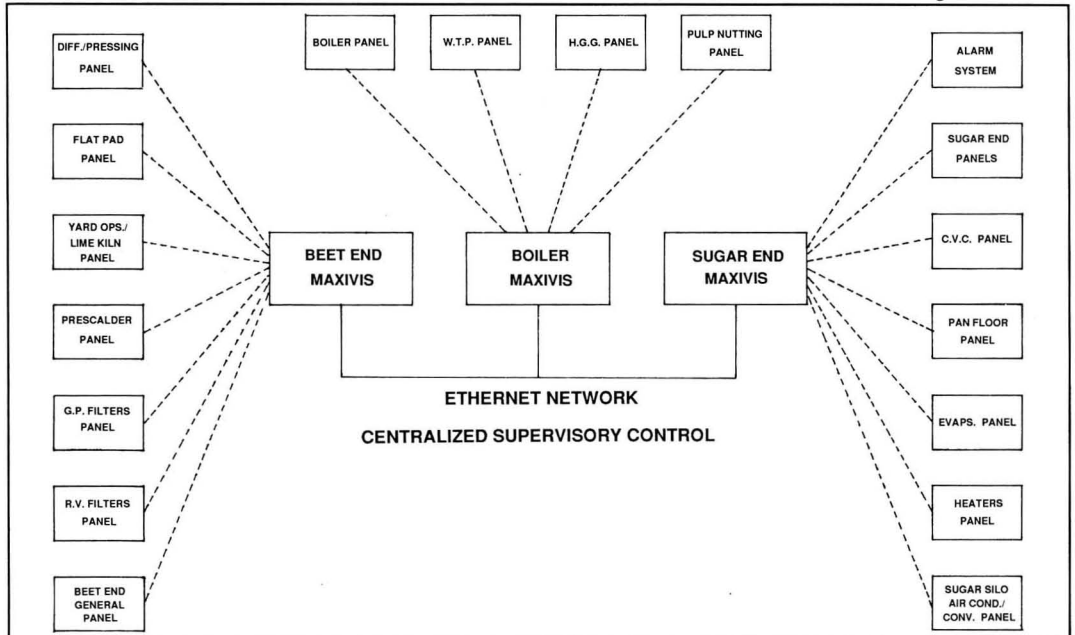 DIFF./PRESSING
PANEL
FLAT PAD
PANEL
YARD OPS./
LIME KILN
PANEL
PRESCALDER
PANEL
G.P. FILTERS
PANEL
R.V. FILTERS
PANEL
BEET END
GENERAL
PANEL
BOILER PANEL
W.T.P. PANEL
H.G.G. PANEL
PULP NUTTING
PANEL
BEET END
MAXIVIS
BOILER
MAXIVIS
SUGAR END
MAXIVIS
ETHERNET NETWORK
CENTRALIZED SUPERVISORY CONTROL
ALARM
SYSTEM
SUGAR END
PANELS
C.V.C. PANEL
PAN FLOOR
PANEL
EVAPS. PANEL
HEATERS
PANEL
SUGAR SILO
AIR COND./
CONV. PANEL